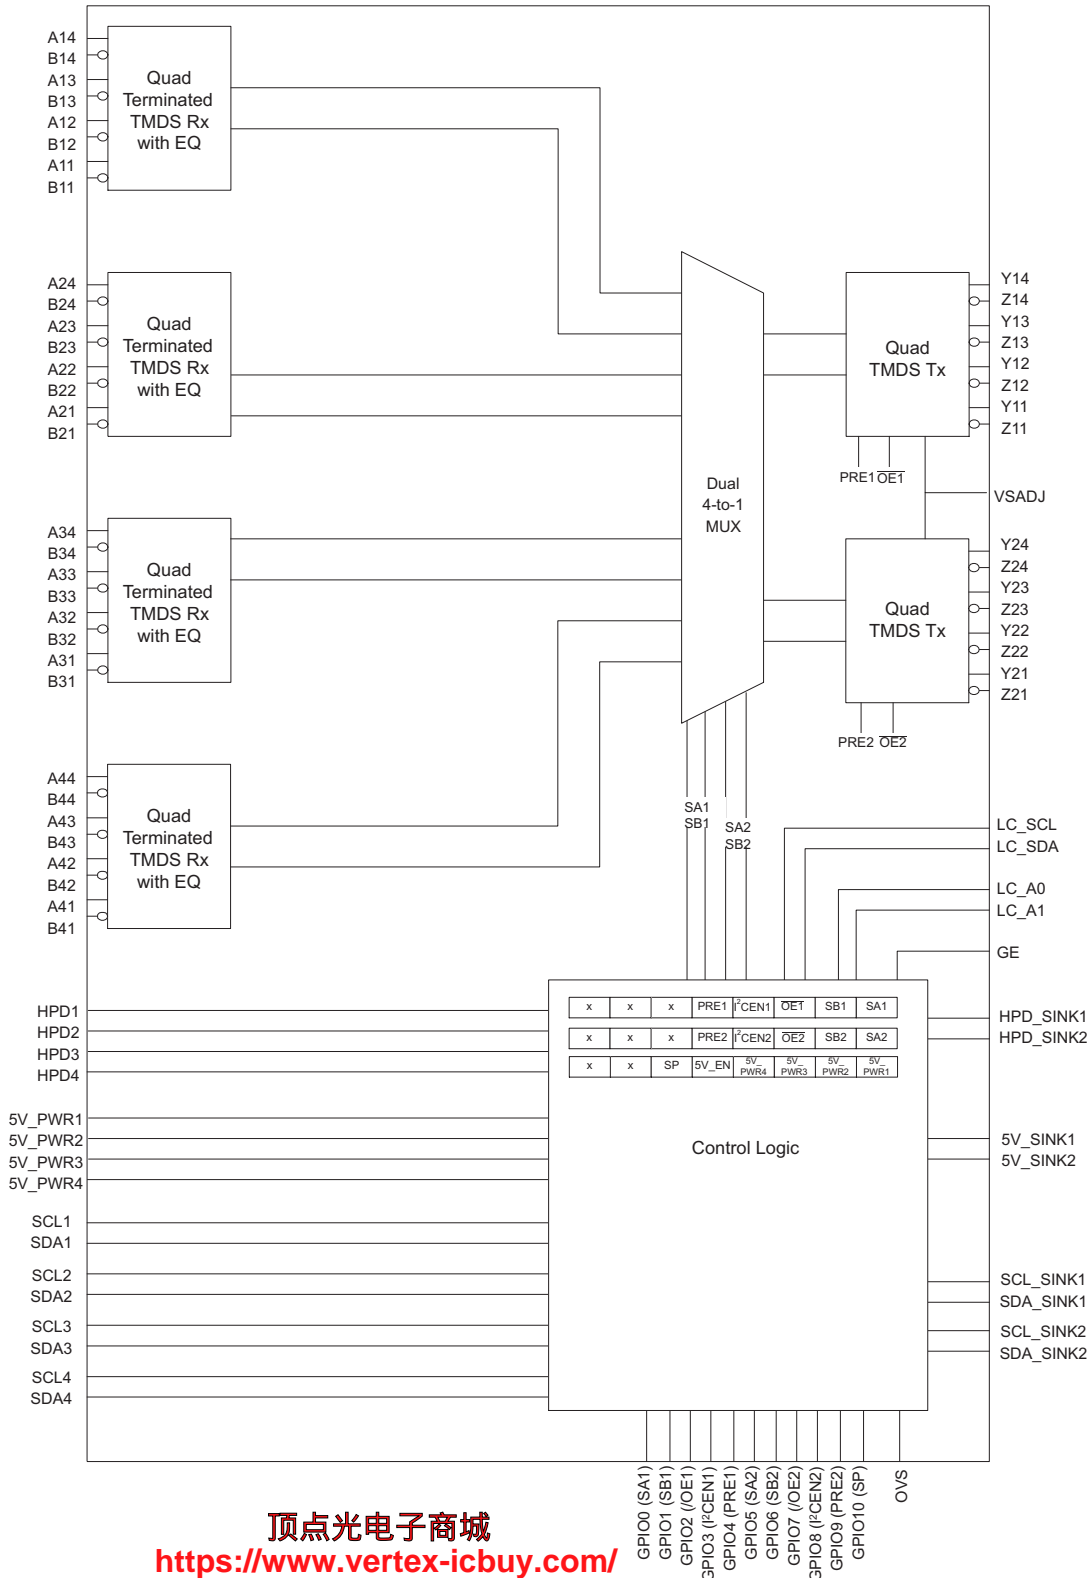 A14
B14
A13
B13
A12
B12
A11
B11
Quad
Terminated
TMDS Rx
with EQ
A24
B24
A23
B23
A22
B22
A21
B21
Quad
Terminated
TMDS Rx
with EQ
A34
B34
A33
B33
A32
B32
A31
B31
Quad
Terminated
TMDS Rx
with EQ
A44
B44
A43
B43
A42
B42
A41
B41
Quad
Terminated
TMDS Rx
with EQ
Dual
4-to-1
MUX
SA1
SB1
SA2
SB2
Quad
TMDS Tx
Y14
Z14
Y13
Z13
Y12
Z12
Y11
Z11
PRE1 OE1
VSADJ
Quad
TMDS Tx
Y24
Z24
Y23
Z23
Y22
Z22
Y21
Z21
PRE2 OE2
LC_SCL
LC_SDA
LC_A0
LC_A1
GE
HPD1
HPD2
HPD3
HPD4
5V_PWR1
5V_PWR2
5V_PWR3
5V_PWR4
SCL1
SDA1
SCL2
SDA2
SCL3
SDA3
SCL4
SDA4
x x x PRE1 I²CEN1 OE1 SB1 SA1
x x x PRE2 I²CEN2 OE2 SB2 SA2
x x SP 5V_EN 5V_PWR4 5V_PWR3 5V_PWR2 5V_PWR1
Control Logic
HPD_SINK1
HPD_SINK2
5V_SINK1
5V_SINK2
SCL_SINK1
SDA_SINK1
SCL_SINK2
SDA_SINK2
GPIO0 (SA1)
GPIO1 (SB1)
GPIO2 (/OE1)
GPIO3 (I²CEN1)
GPIO4 (PRE1)
GPIO5 (SA2)
GPIO6 (SB2)
GPIO7 (/OE2)
GPIO8 (I²CEN2)
GPIO9 (PRE2)
GPIO10 (SP)
OVS
顶点光电子商城
https://www.vertex-icbuy.com/